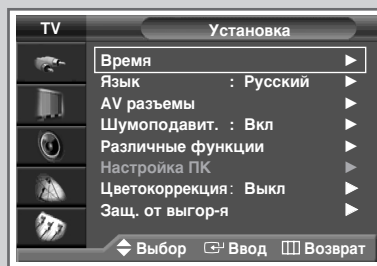 TV
Установка
Время
Язык : Русский
AV разъемы
Шумоподавит. : Вкл
Различные функции
Настройка ПК
Цветокоррекция: Выкл
Защ. от выгор-я
Выбор Ввод Возврат